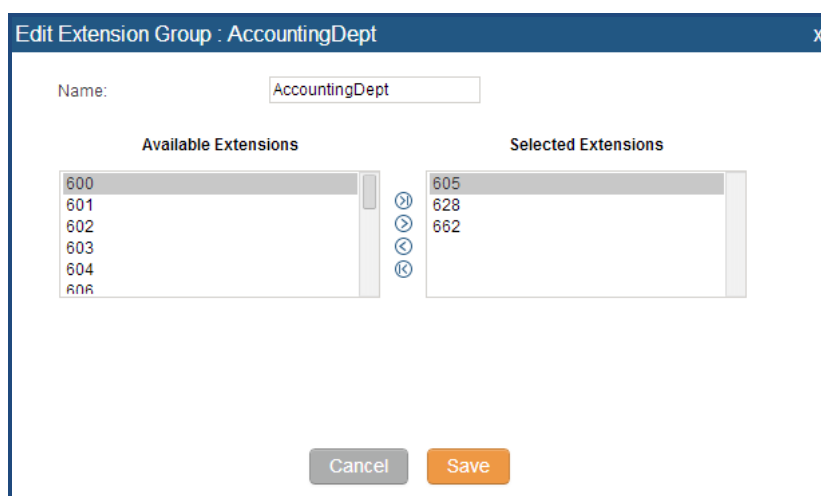 Edit Extension Group : AccountingDept x
Name: AccountingDept
Available Extensions Selected Extensions
600 605
601 628
602 662
603
604
606
Cancel Save